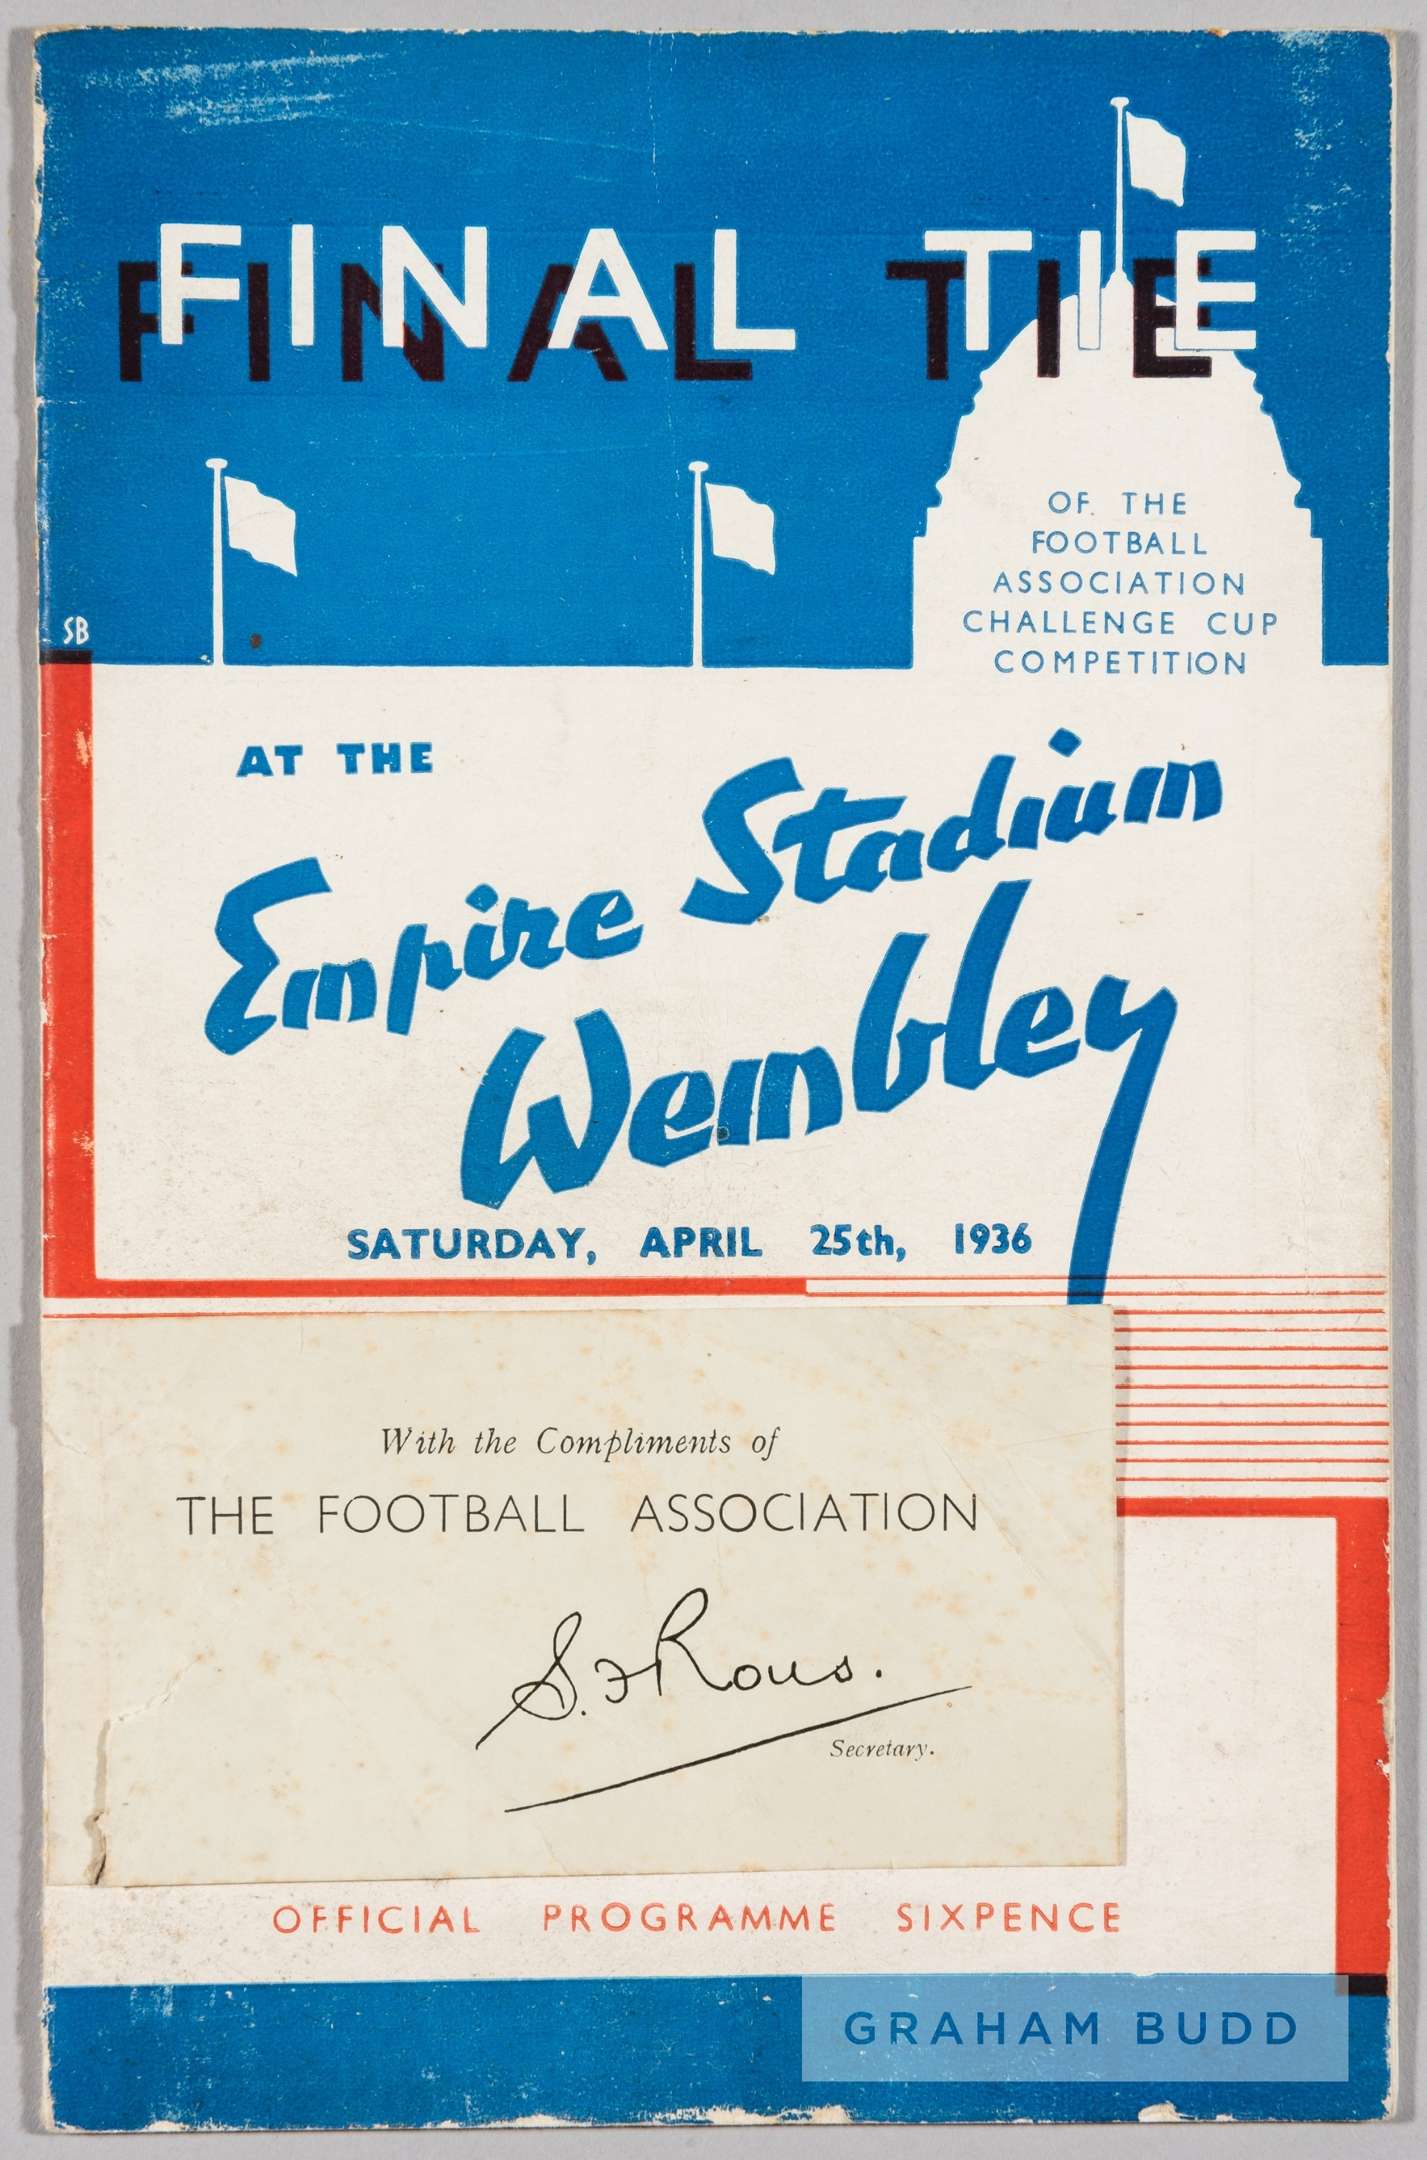 FINAL TIE
OF THE
FOOTBALL
ASSOCIATION
CHALLENGE CUP
COMPETITION
SB
AT THE
Empire Stadium
Wembley
SATURDAY, APRIL 25th, 1936
With the Compliments of
THE FOOTBALL ASSOCIATION
S. F Rous.
Secretary.
OFFICIAL PROGRAMME SIXPENCE
GRAHAM BUDD